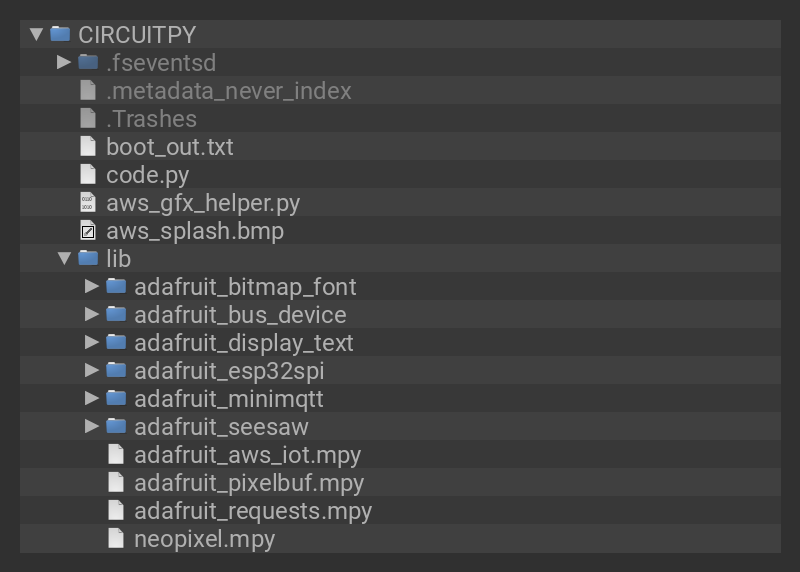 CIRCUITPY
.fseventsd
.metadata_never_index
.Trashes
boot_out.txt
code.py
aws_gfx_helper.py
aws_splash.bmp
lib
adafruit_bitmap_font
adafruit_bus_device
adafruit_display_text
adafruit_esp32spi
adafruit_minimqtt
adafruit_seesaw
adafruit_aws_iot.mpy
adafruit_pixelbuf.mpy
adafruit_requests.mpy
neopixel.mpy